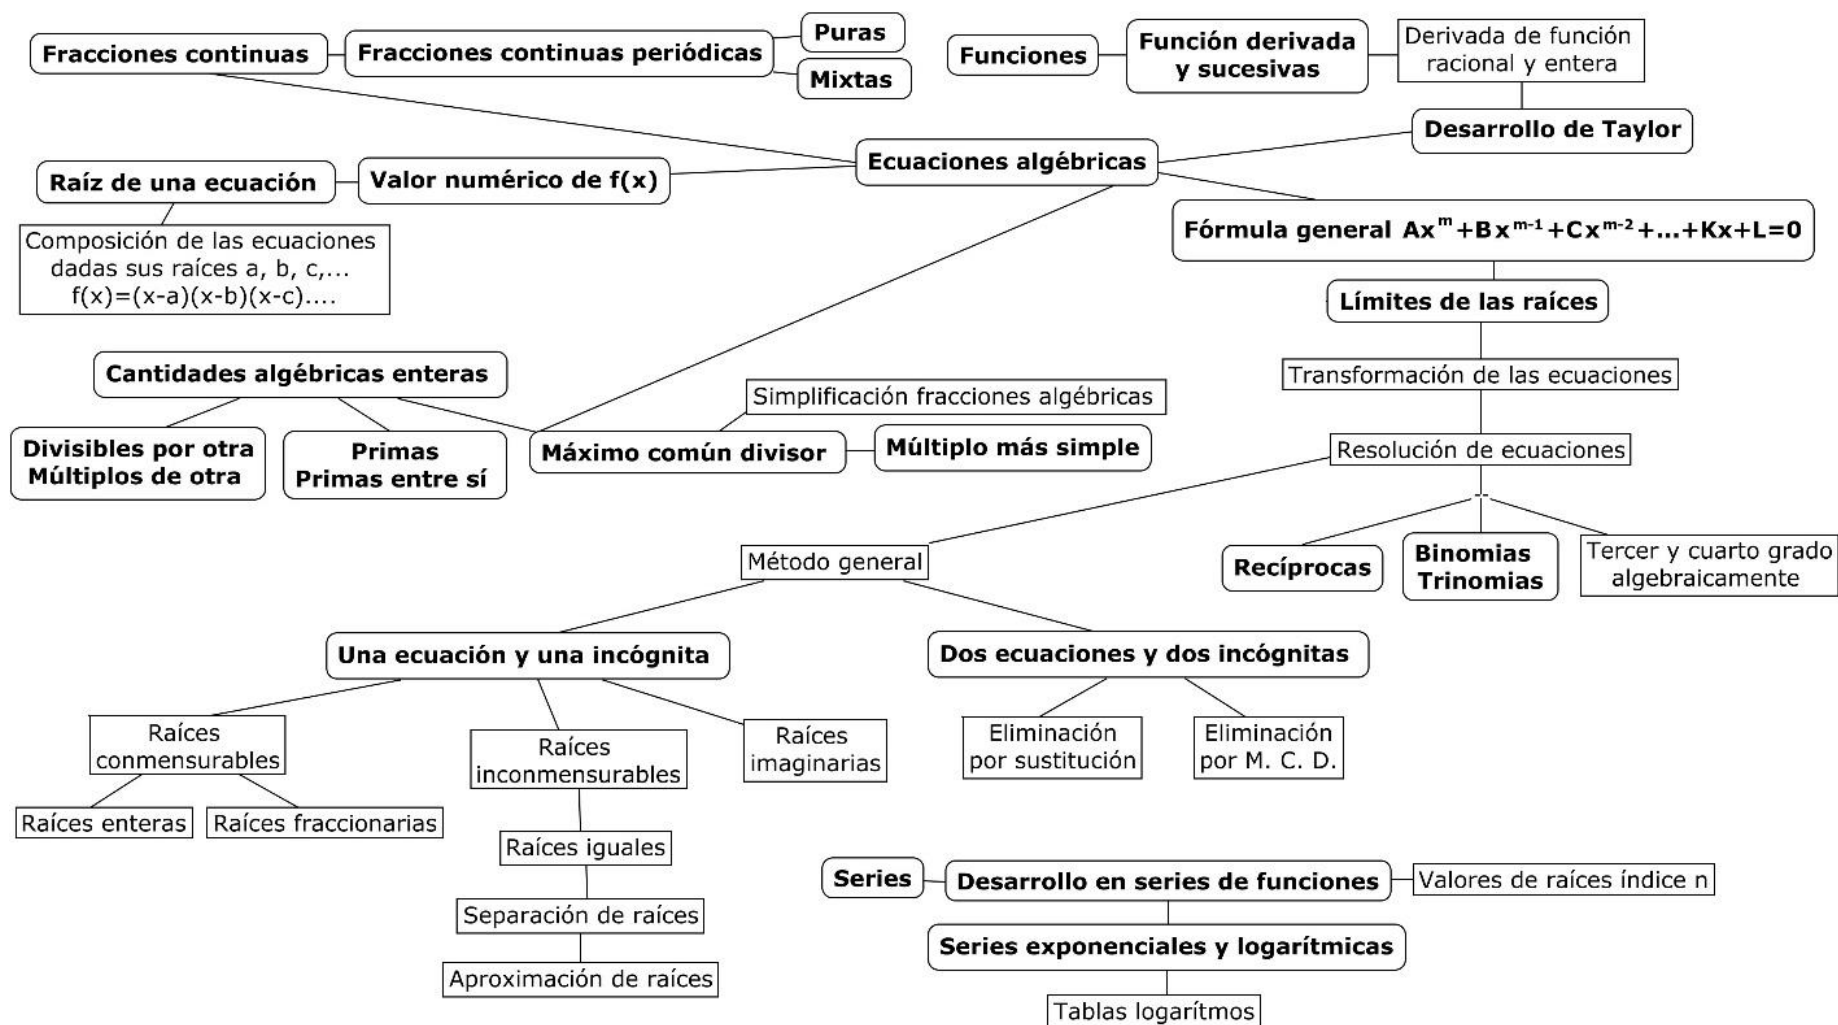 Fracciones continuas
Fracciones continuas periódicas
Puras
Mixtas
Funciones
Función derivada
y sucesivas
Derivada de función
racional y entera
Desarrollo de Taylor
Ecuaciones algébricas
Raíz de una ecuación
Valor numérico de f(x)
Composición de las ecuaciones
dadas sus raíces a, b, c,...
f(x)=(x-a)(x-b)(x-c)....
Fórmula general Ax^m+Bx^m-1+Cx^m-2+...+Kx+L=0
Límites de las raíces
Transformación de las ecuaciones
Resolución de ecuaciones
Cantidades algébricas enteras
Simplificación fracciones algébricas
Divisibles por otra
Múltiplos de otra
Primas
Primas entre sí
Máximo común divisor
Múltiplo más simple
--
Método general
Recíprocas
Binomias
Trinomias
Tercer y cuarto grado
algebraicamente
Una ecuación y una incógnita
Dos ecuaciones y dos incógnitas
Raíces
conmensurables
Raíces
inconmensurables
Raíces
imaginarias
Eliminación
por sustitución
Eliminación
por M. C. D.
Raíces enteras
Raíces fraccionarias
Raíces iguales
Separación de raíces
Aproximación de raíces
Series
Desarrollo en series de funciones
Valores de raíces índice n
Series exponenciales y logarítmicas
Tablas logarítmos